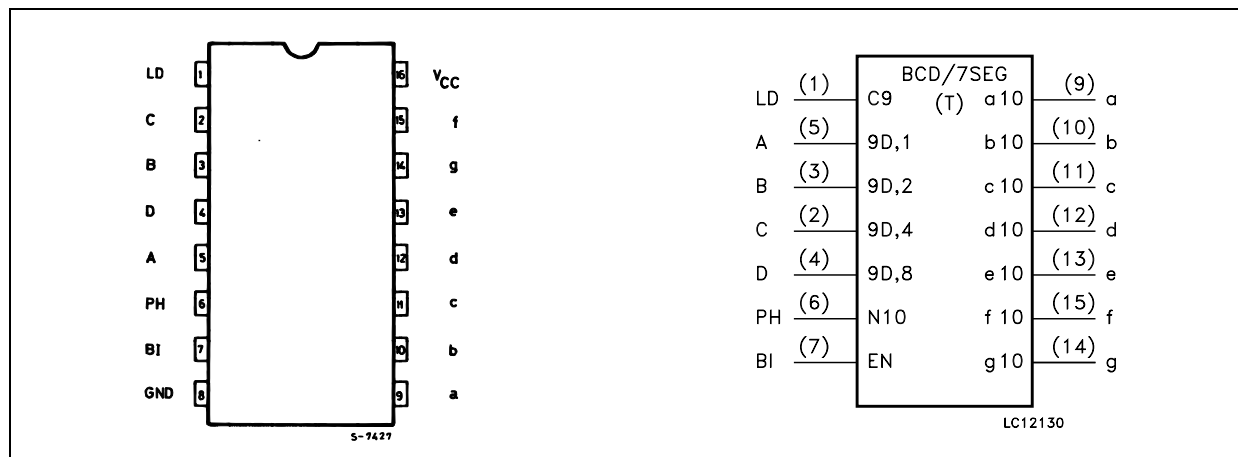 LD 1 16 VCC
C 2 15 f
B 3 14 g
D 4 13 e
A 5 12 d
PH 6 11 c
BI 7 10 b
GND 8 9 a
S-7427
BCD/7SEG
(T)
LD (1) C9 a10 (9) a
A (5) 9D,1 b10 (10) b
B (3) 9D,2 c10 (11) c
C (2) 9D,4 d10 (12) d
D (4) 9D,8 e10 (13) e
PH (6) N10 f10 (15) f
BI (7) EN g10 (14) g
LC12130